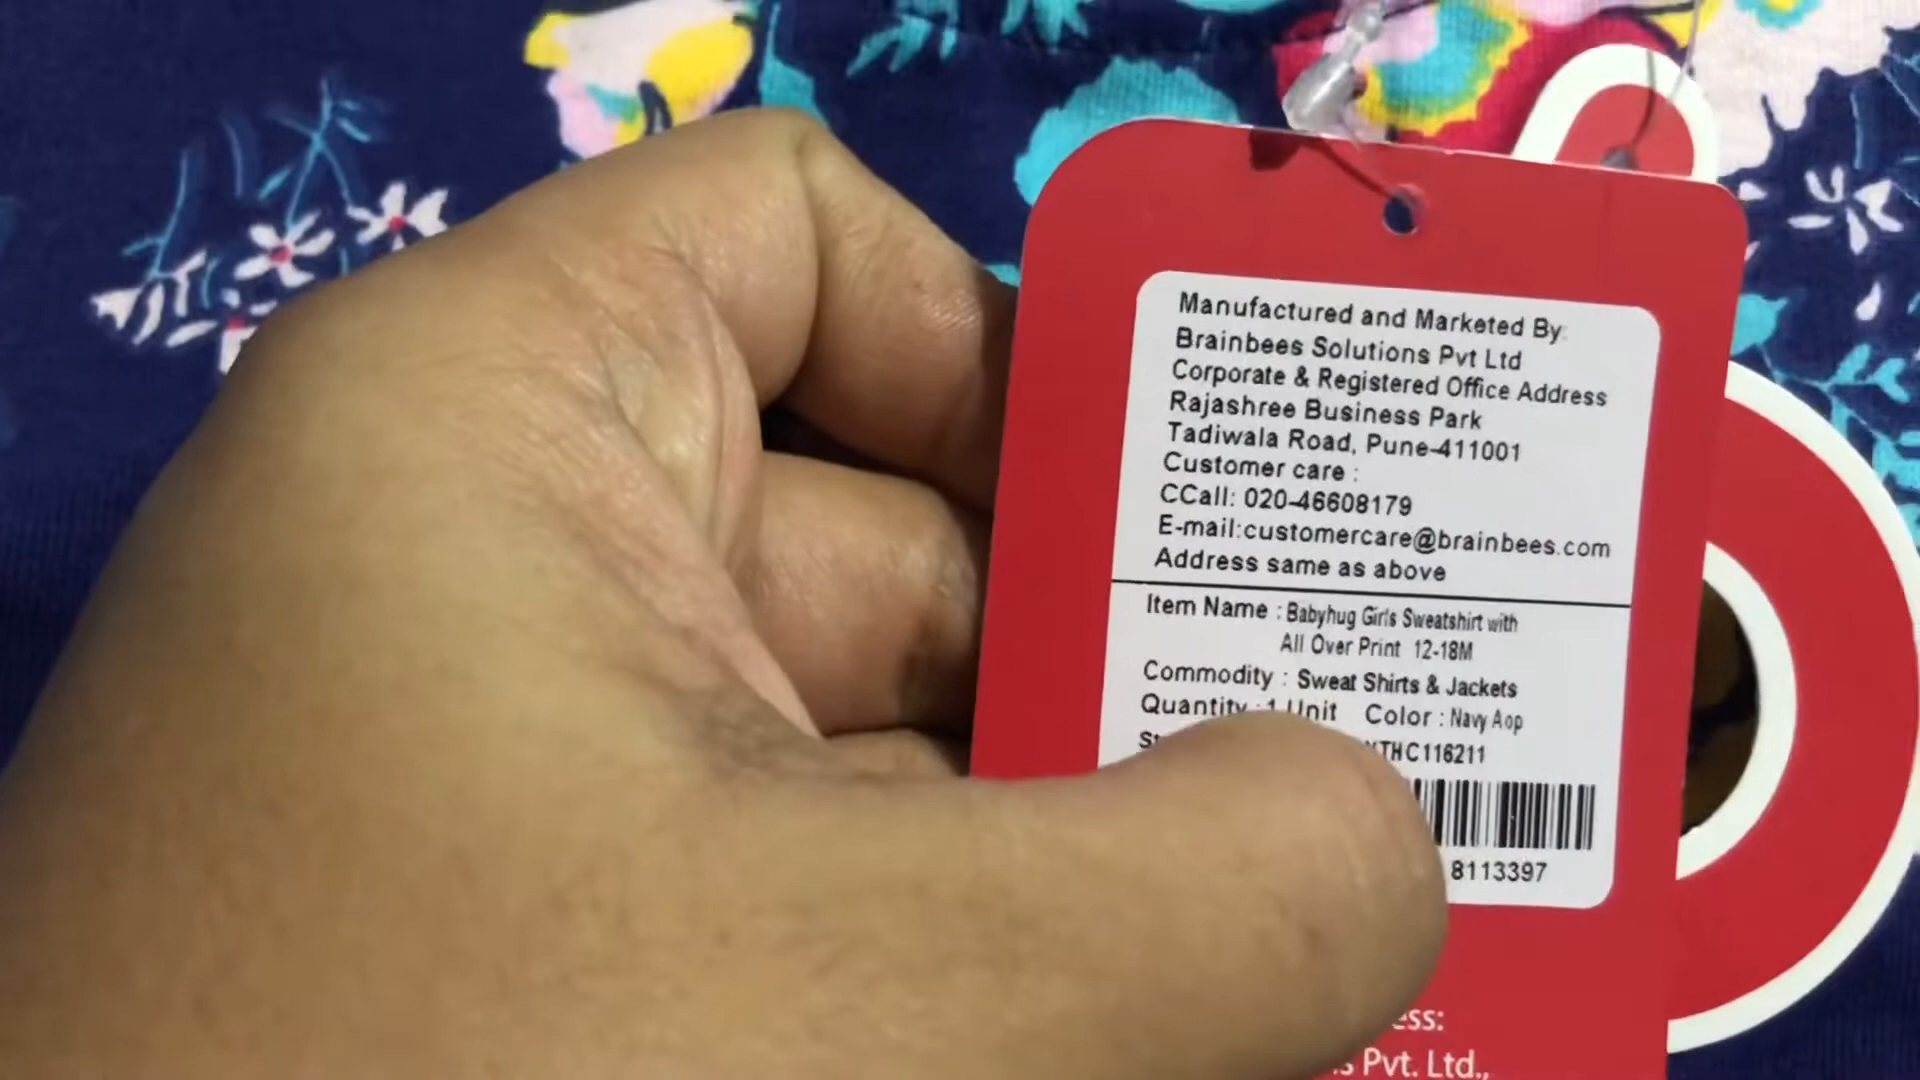 Manufactured and Marketed By:
Brainbees Solutions Pvt Ltd
Corporate & Registered Office Address
Rajashree Business Park
Tadiwala Road, Pune-411001
Customer care :
CCall: 020-46608179
E-mail:customercare@brainbees.com
Address same as above
Item Name : Babyhug Girls Sweatshirt with
All Over Print 12-18M
Commodity : Sweat Shirts & Jackets
Quantity : 1 Unit Color : Navy Aop
THC116211
8113397
Pvt. Ltd.,